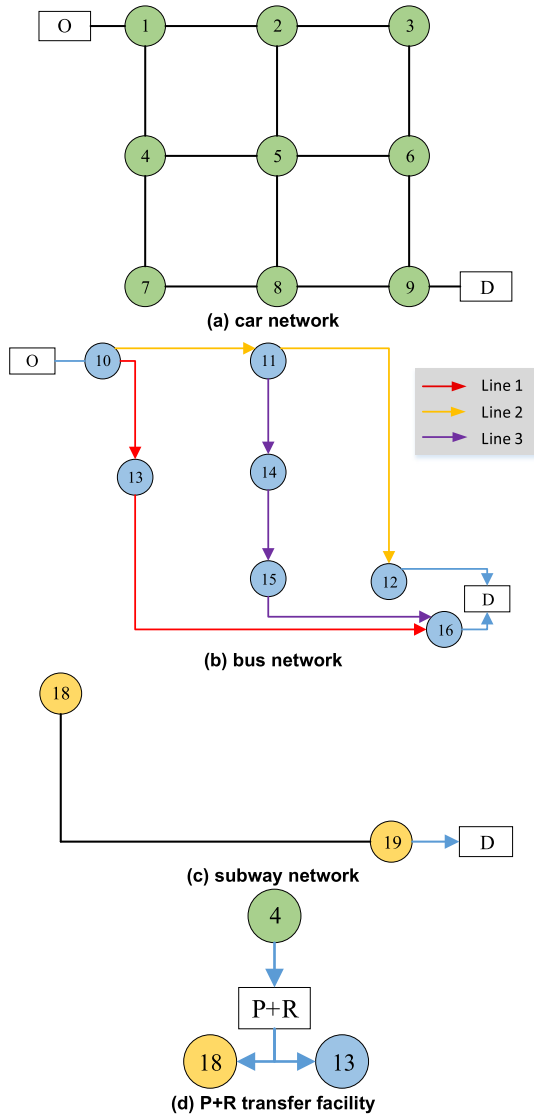 O 1 2 3
4 5 6
7 8 9 D
(a) car network
O 10 11
Line 1
Line 2
Line 3
13 14
15 12
D
16
(b) bus network
18
19 D
(c) subway network
4
P+R
18 13
(d) P+R transfer facility